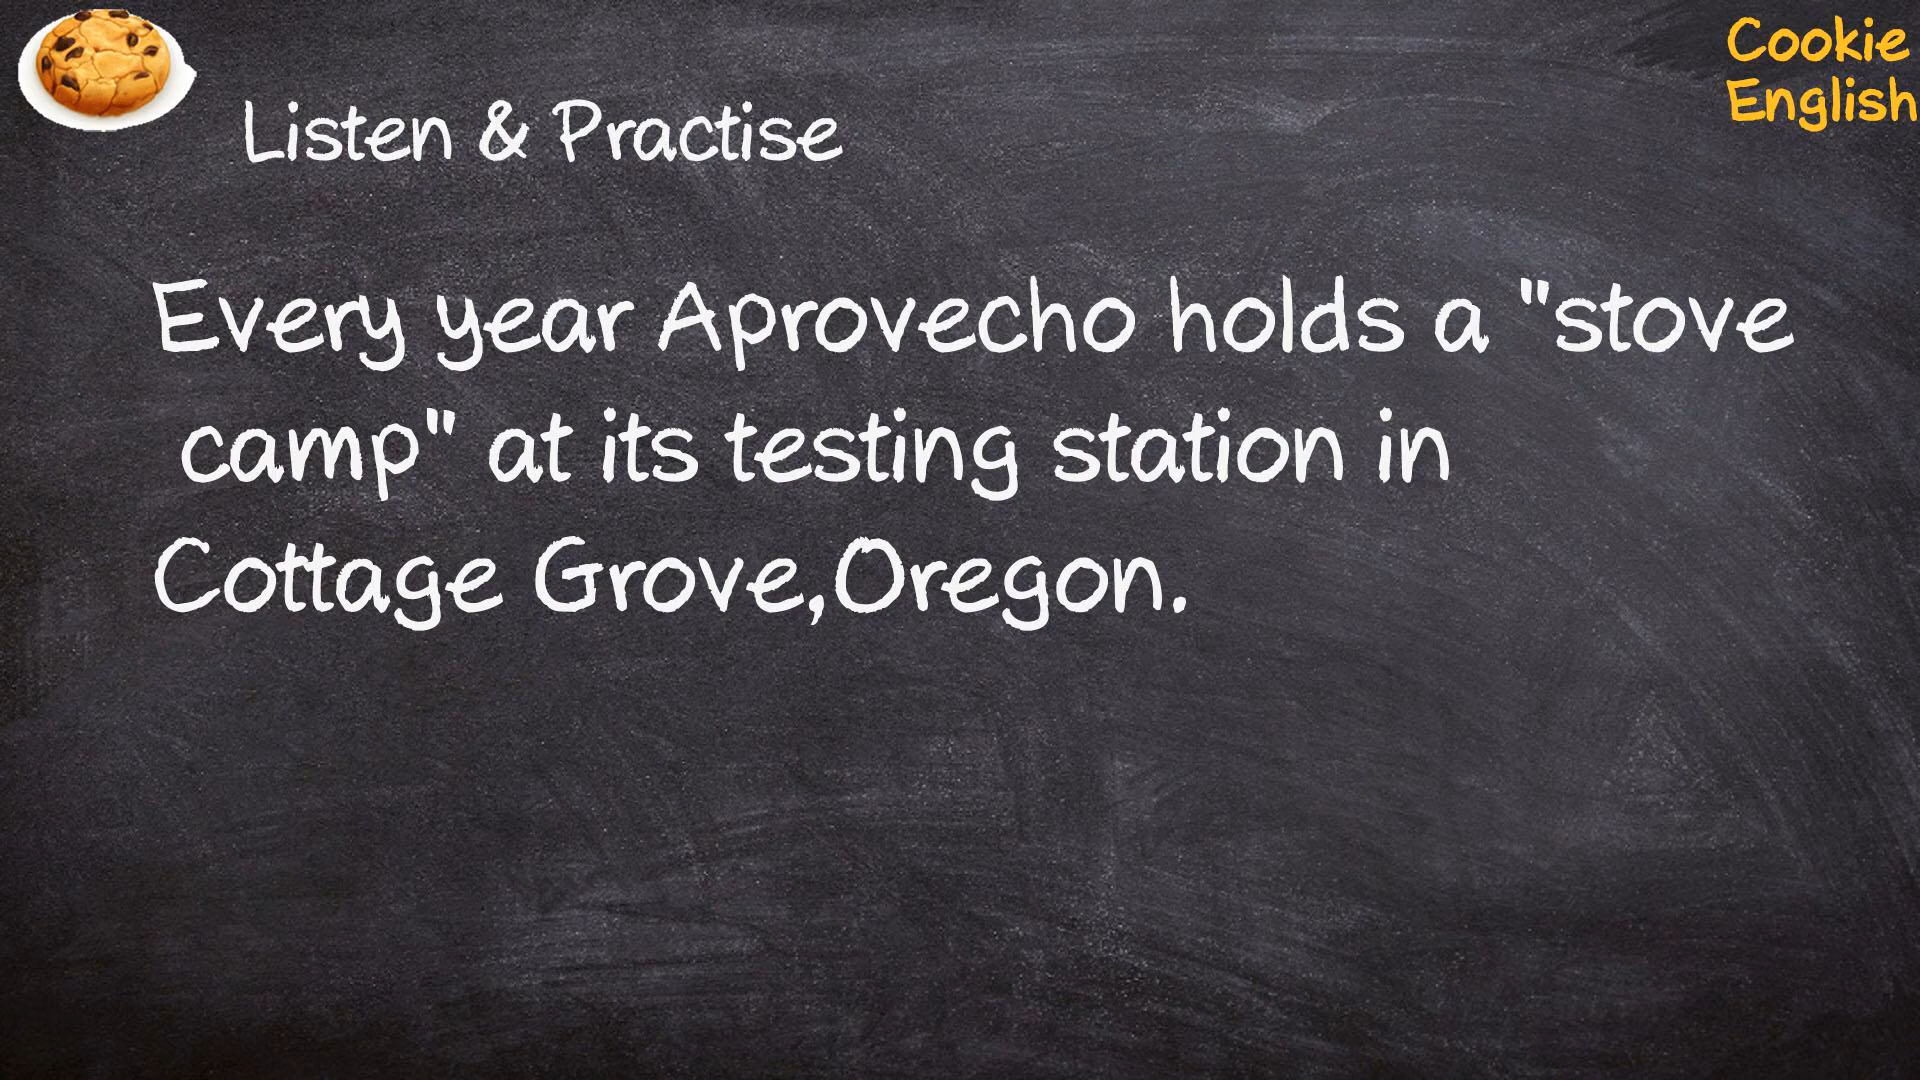 Cookie
English
Listen & Practise
Every year Aprovecho holds a "stove
camp" at its testing station in
Cottage Grove,Oregon.